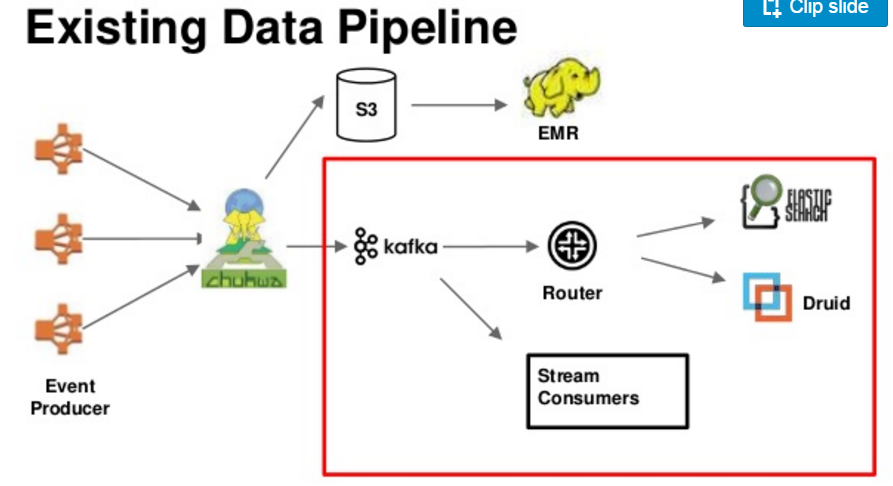 Existing Data Pipeline
Clip slide
S3
EMR
chukwa
kafka
Router
ELASTIC
SEARCH
Druid
Event
Producer
Stream
Consumers